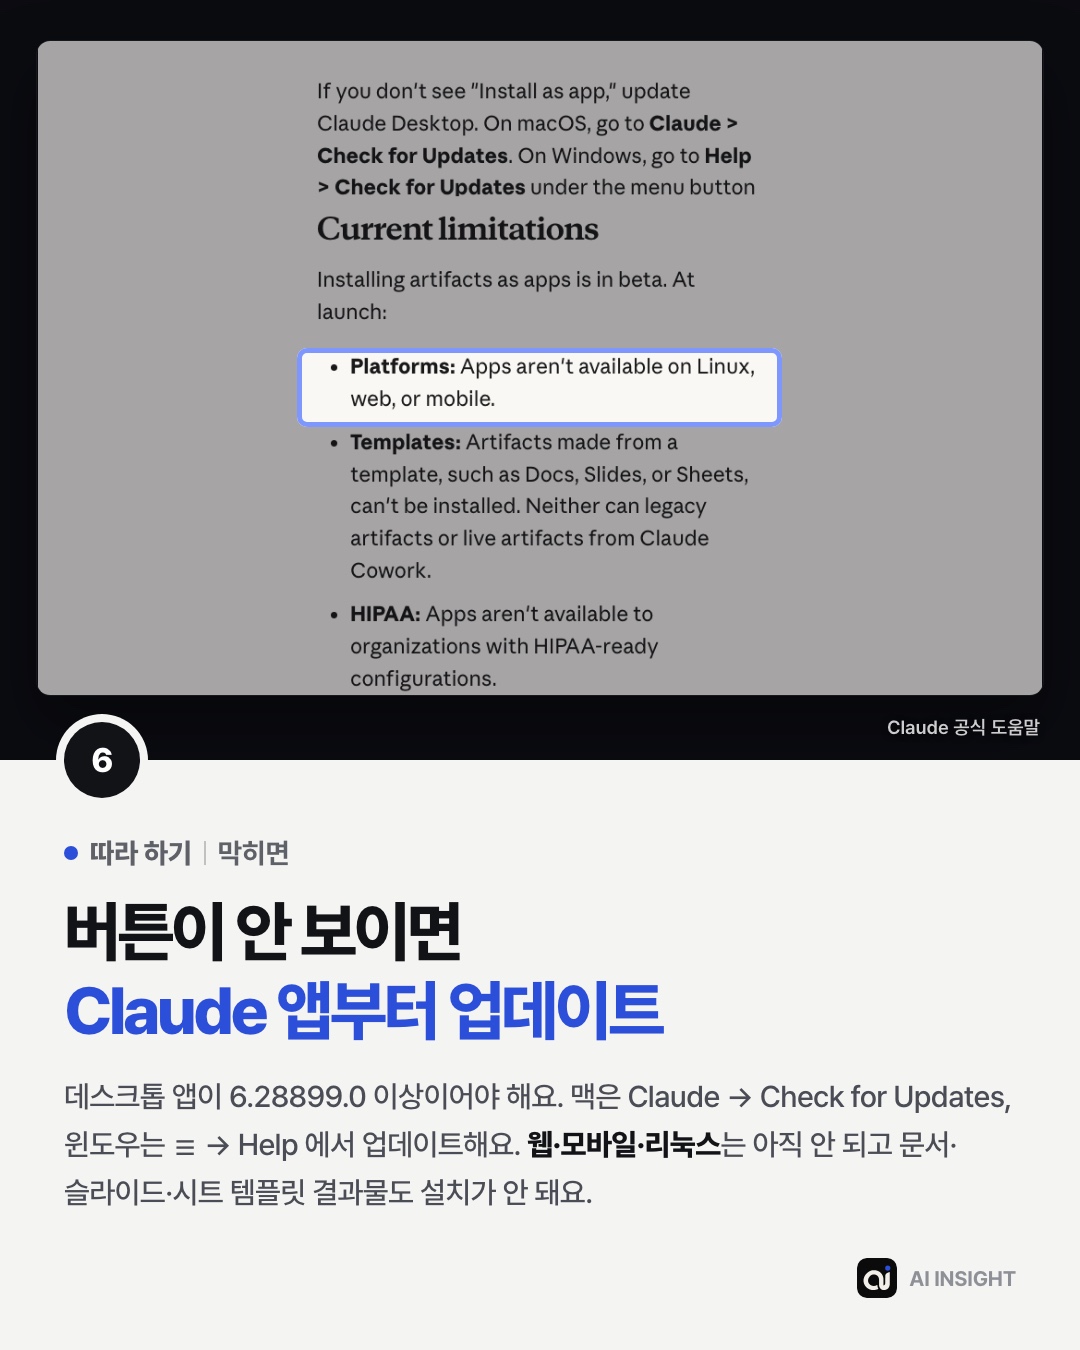 If you don't see "Install as app," update
Claude Desktop. On macOS, go to Claude >
Check for Updates. On Windows, go to Help
> Check for Updates under the menu button
Current limitations
Installing artifacts as apps is in beta. At
launch:
• Platforms: Apps aren't available on Linux,
web, or mobile.
• Templates: Artifacts made from a
template, such as Docs, Slides, or Sheets,
can't be installed. Neither can legacy
artifacts or live artifacts from Claude
Cowork.
• HIPAA: Apps aren't available to
organizations with HIPAA-ready
configurations.
Claude 공식 도움말
6
따라 하기 | 막히면
버튼이 안 보이면
Claude 앱부터 업데이트
데스크톱 앱이 6.28899.0 이상이어야 해요. 맥은 Claude → Check for Updates,
윈도우는 ≡ → Help 에서 업데이트해요. 웹·모바일·리눅스는 아직 안 되고 문서·
슬라이드·시트 템플릿 결과물도 설치가 안 돼요.
ai AI INSIGHT